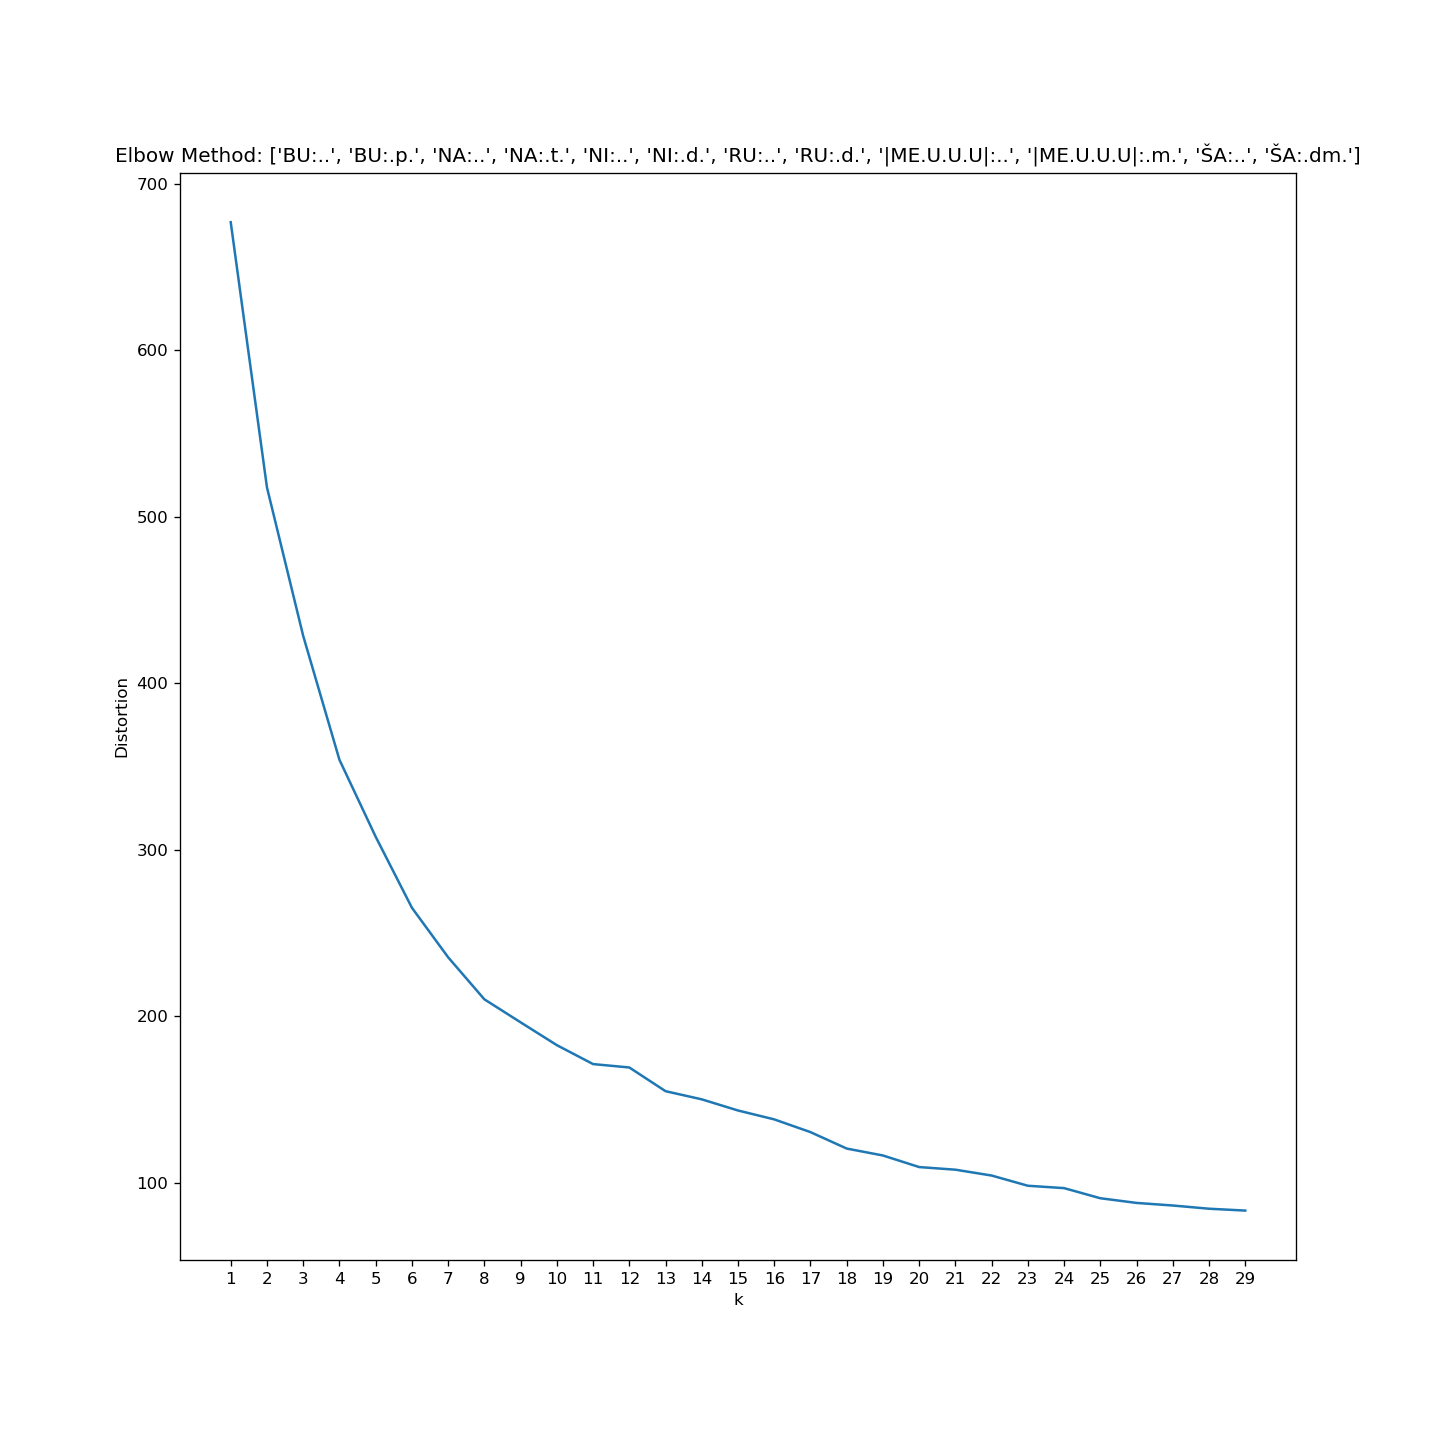 Elbow Method: ['BU:..', 'BU:.p.', 'NA:..', 'NA:.t.', 'NI:..', 'NI:.d.', 'RU:..', 'RU:.d.', '|ME.U.U.U|:..', '|ME.U.U.U|:.m.', 'ŠA:..', 'ŠA:.dm.']
700
600
500
400
300
200
100
Distortion
1 2 3 4 5 6 7 8 9 10 11 12 13 14 15 16 17 18 19 20 21 22 23 24 25 26 27 28 29
k